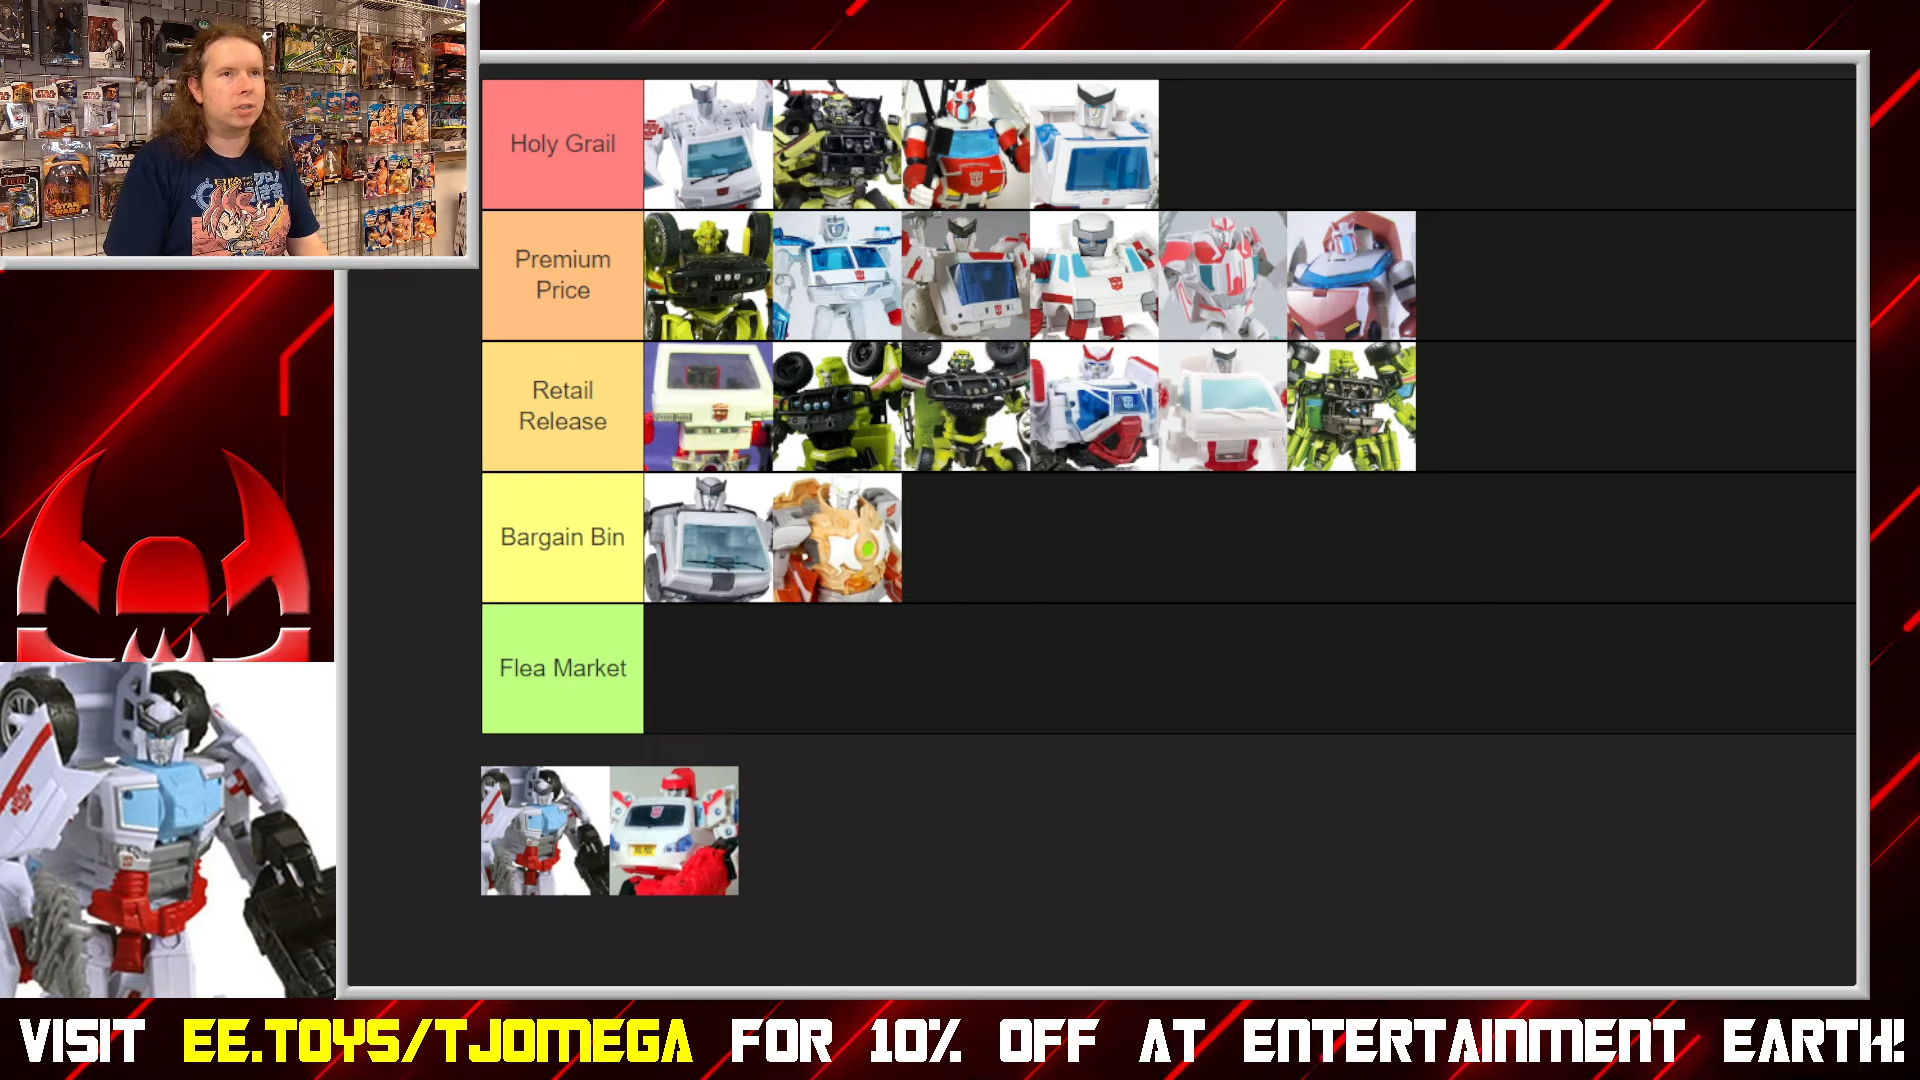 Holy Grail
Premium
Price
Retail
Release
Bargain Bin
Flea Market
VISIT EE.TOYS/TJOMEGA FOR 10% OFF AT ENTERTAINMENT EARTH!